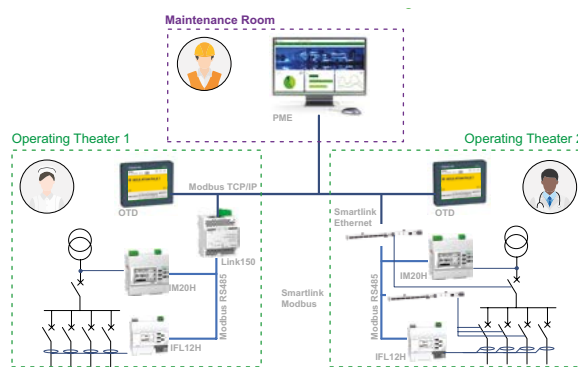 Maintenance Room
PME
Operating Theater 1
Operating Theater 2
OTD
Modbus TCP/IP
Link150
IM20H
Modbus RS485
IFL12H
Smartlink
Ethernet
OTD
IM20H
Smartlink
Modbus
Modbus RS485
IFL12H